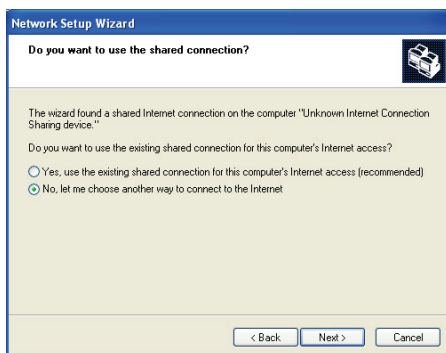 Network Setup Wizard
Do you want to use the shared connection?
The wizard found a shared Internet connection on the computer "Unknown Internet Connection
Sharing device."
Do you want to use the existing shared connection for this computer's Internet access?
Yes, use the existing shared connection for this computer's Internet access (recommended)
No, let me choose another way to connect to the Internet
< Back Next > Cancel